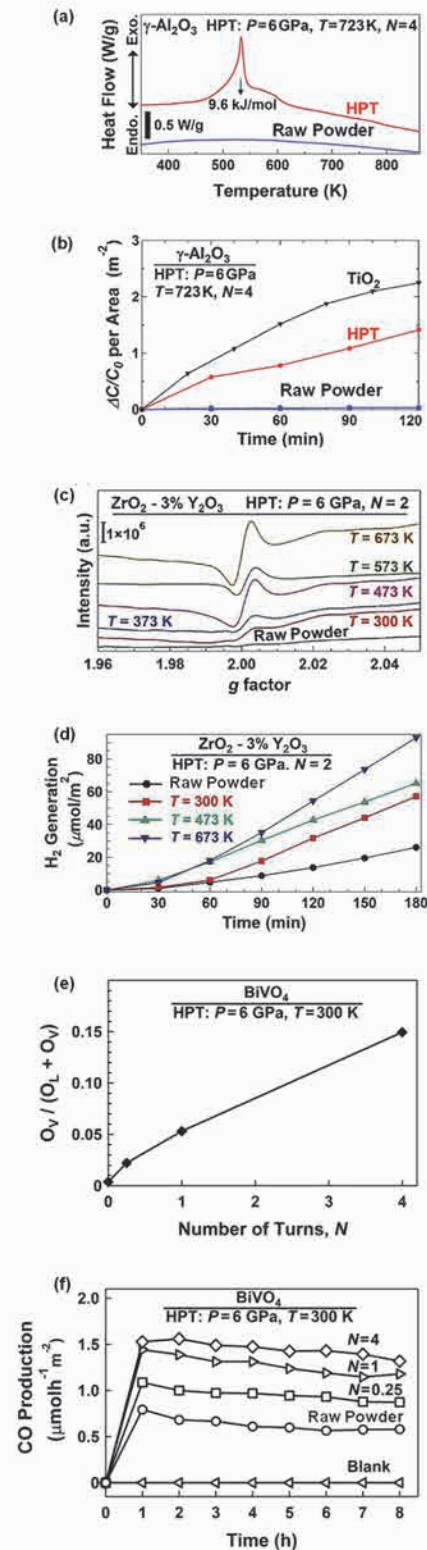 (a)
γ-Al2O3 HPT: P=6GPa, T=723K, N=4
Heat Flow (W/g)
Endo.
Exo.
9.6 kJ/mol
HPT
0.5 W/g
Raw Powder
400 500 600 700 800
Temperature (K)
(b)
γ-Al2O3
HPT: P=6GPa
T=723K, N=4
TiO2
HPT
Raw Powder
ΔC/C0 per Area (m-2)
4
3
2
1
0
0 30 60 90 120
Time (min)
(c)
ZrO2 - 3% Y2O3 HPT: P = 6 GPa, N = 2
1×10^6
T = 673 K
T = 573 K
T = 473 K
T = 373 K
T = 300 K
Raw Powder
Intensity (a.u.)
1.96 1.98 2.00 2.02 2.04
g factor
(d)
ZrO2 - 3% Y2O3
HPT: P = 6 GPa. N = 2
Raw Powder
T = 300 K
T = 473 K
T = 673 K
H2 Generation
(μmol/m2)
80
60
40
20
0
0 30 60 90 120 150 180
Time (min)
(e)
BiVO4
HPT: P=6 GPa, T=300 K
OV / (OL + OV)
0.15
0.10
0.05
0
0 1 2 3 4
Number of Turns, N
(f)
BiVO4
HPT: P=6 GPa, T=300 K
N=4
N=1
N=0.25
Raw Powder
Blank
CO Production
(μmolh-1m-2)
2.0
1.5
1.0
0.5
0.0
0 1 2 3 4 5 6 7 8
Time (h)